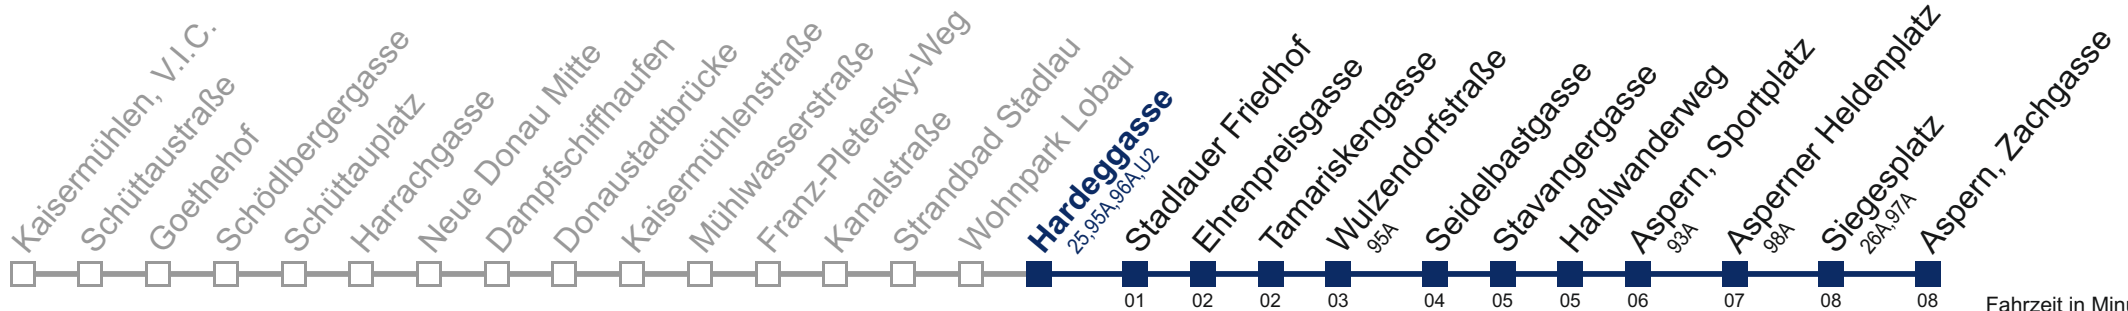 Kaisermühlen, V.I.C.
Schüttaustraße
Goethehof
Schödlbergergasse
Schüttauplatz
Harrachgasse
Neue Donau Mitte
Dampfschiffhaufen
Donaustadtbrücke
Kaisermühlenstraße
Mühlwasserstraße
Franz-Pletersky-Weg
Kanalstraße
Strandbad Stadlau
Wohnpark Lobau
Hardeggasse
25,95A,96A,U2
Stadlauer Friedhof
Ehrenpreisgasse
Tamariskengasse
Wulzendorfstraße
95A
Seidelbastgasse
Stavangergasse
Haßlwanderweg
Aspern, Sportplatz
93A
Asperner Heldenplatz
98A
Siegesplatz
26A,97A
Aspern, Zachgasse
01 02 02 03 04 05 05 06 07 08 08
Fahrzeit in